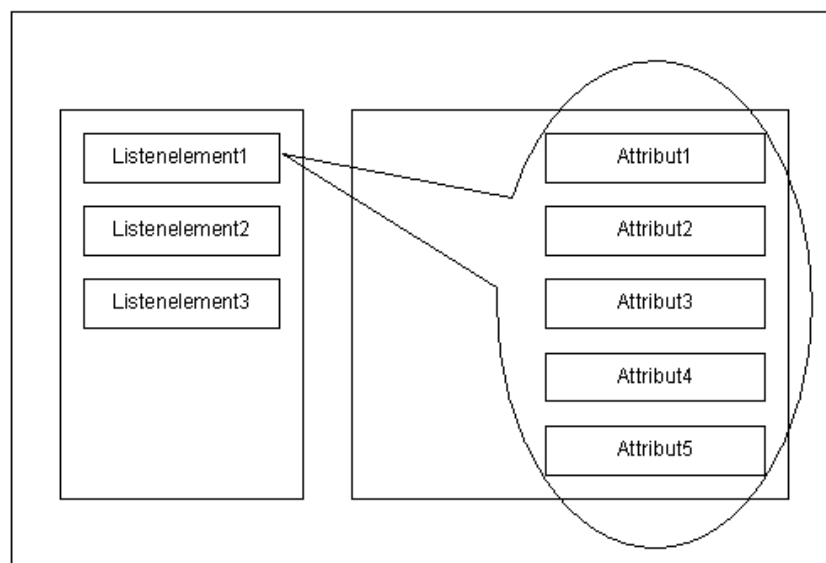 Listenelement1
Listenelement2
Listenelement3
Attribut1
Attribut2
Attribut3
Attribut4
Attribut5